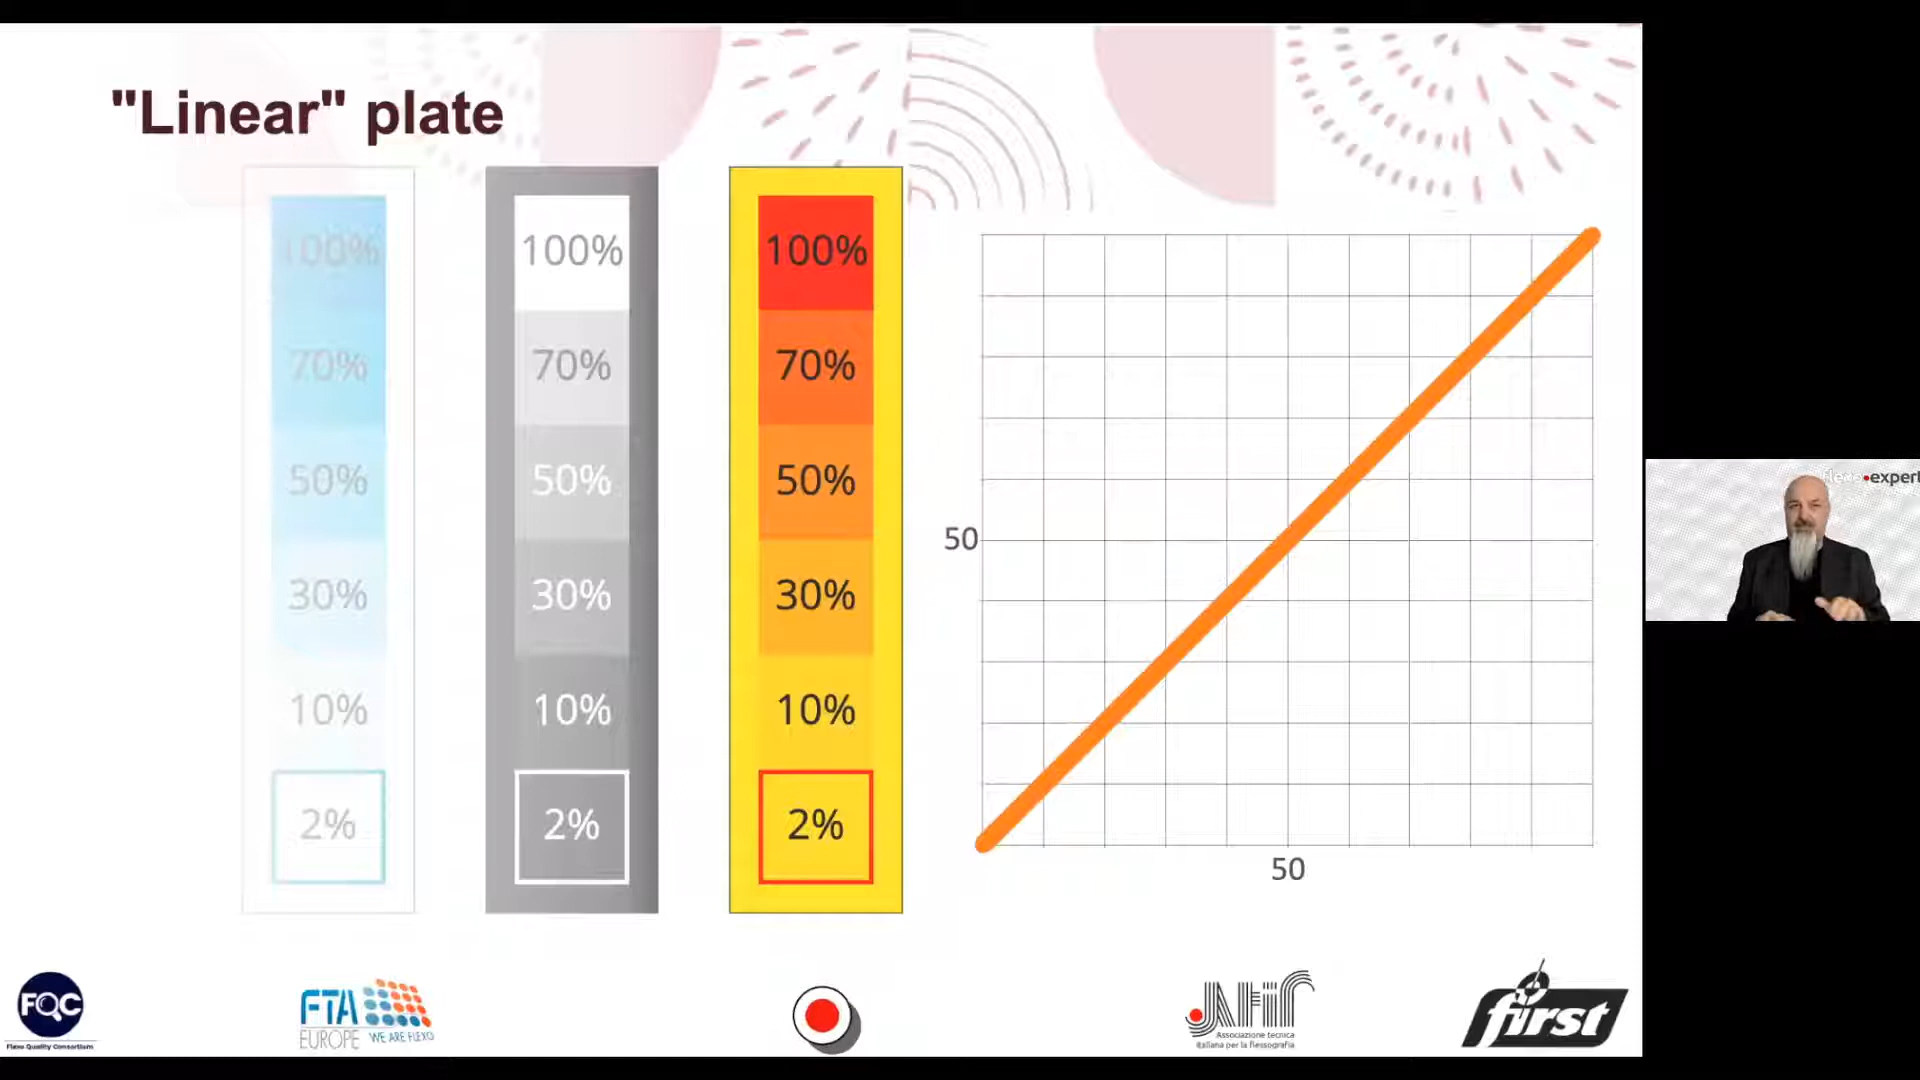 "Linear" plate
100%
70%
50%
30%
10%
2%
100%
70%
50%
30%
10%
2%
100%
70%
50%
30%
10%
2%
50
50
flexo•expert
FQC
Flexo Quality Consortium
FTA
EUROPE
WE ARE FLEXO
ATIF
Associazione tecnica
italiana per la flessografia
first